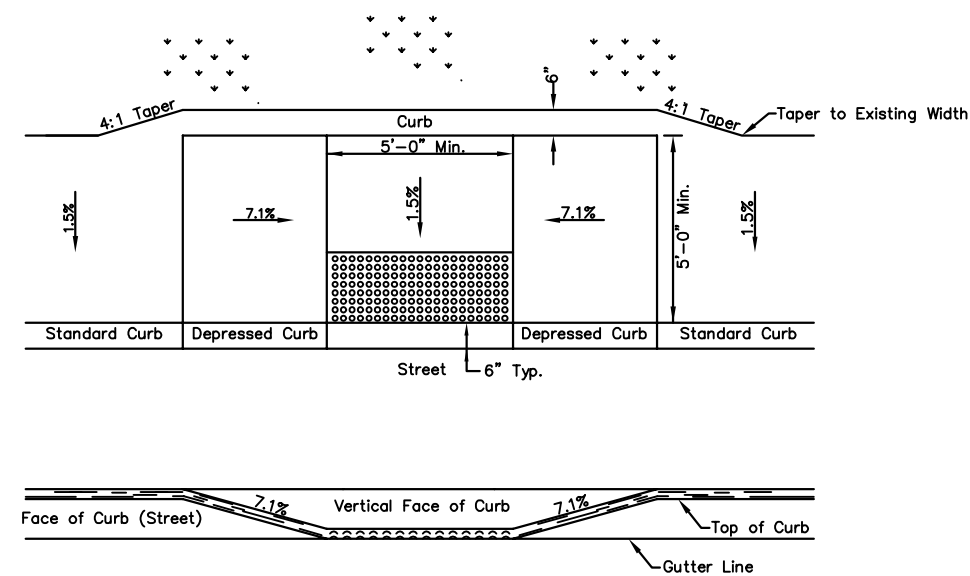 6"
4:1 Taper
4:1 Taper
Taper to Existing Width
Curb
5'-0" Min.
1.5%
7.1%
1.5%
7.1%
5'-0" Min.
1.5%
Standard Curb
Depressed Curb
Depressed Curb
Standard Curb
Street
6" Typ.
7.1%
Vertical Face of Curb
7.1%
Face of Curb (Street)
Top of Curb
Gutter Line